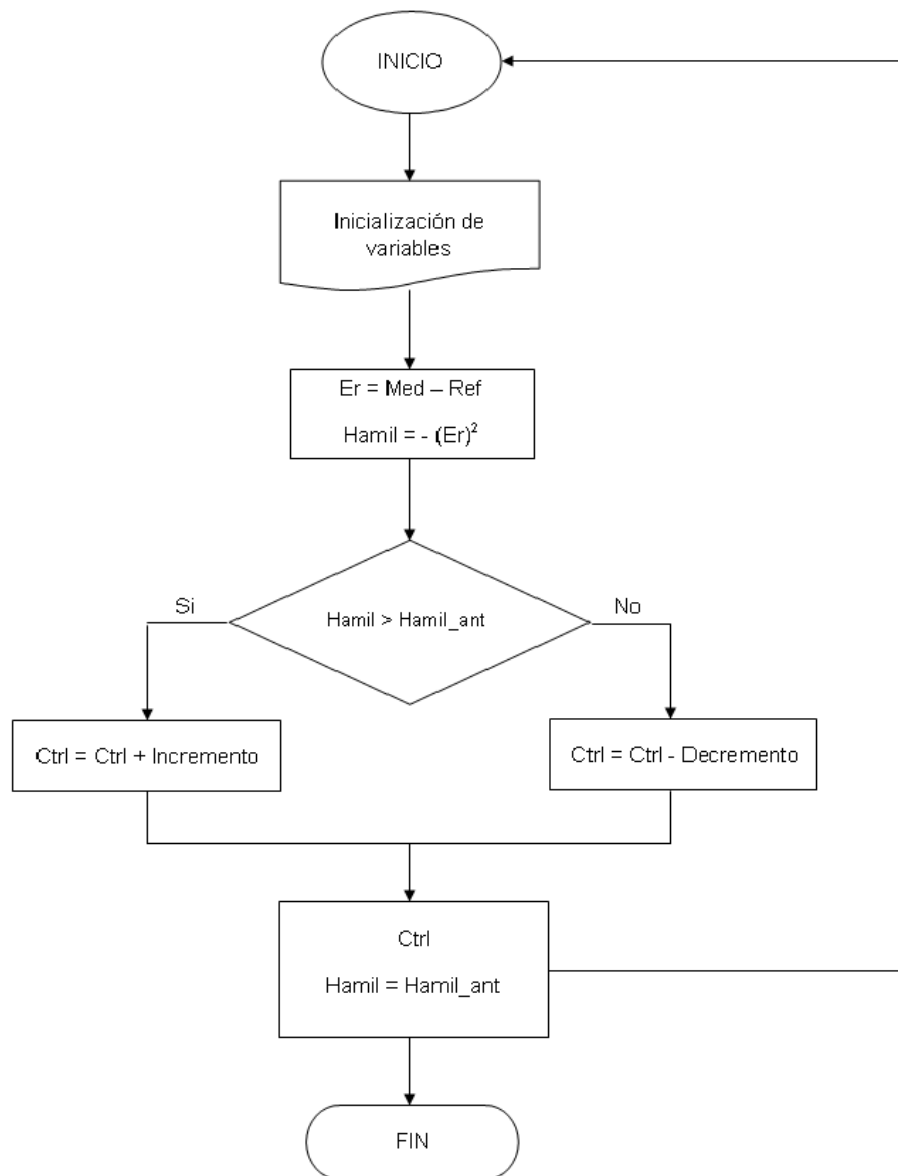 INICIO
Inicialización de
variables
Er = Med – Ref
Hamil = - (Er)²
Hamil > Hamil_ant
Si
No
Ctrl = Ctrl + Incremento
Ctrl = Ctrl - Decremento
Ctrl
Hamil = Hamil_ant
FIN